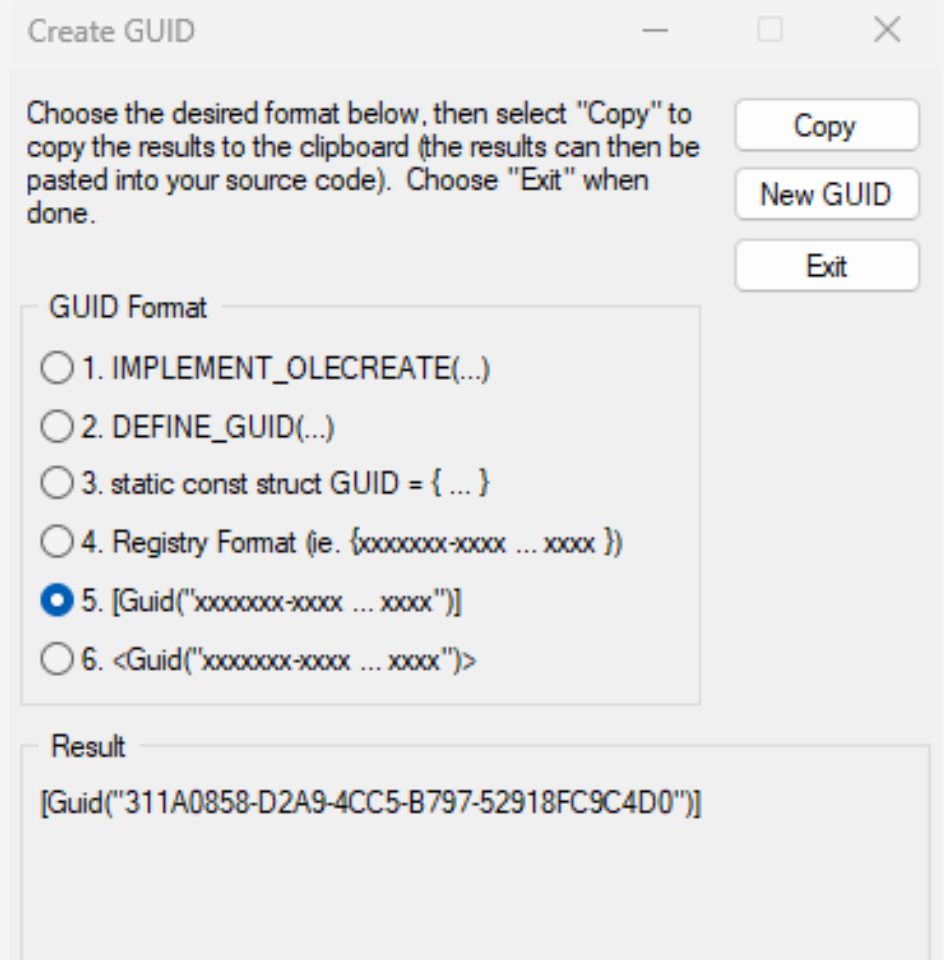 Create GUID
Choose the desired format below, then select "Copy" to
copy the results to the clipboard (the results can then be
pasted into your source code).  Choose "Exit" when
done.
Copy
New GUID
Exit
GUID Format
1. IMPLEMENT_OLECREATE(...)
2. DEFINE_GUID(...)
3. static const struct GUID = { ... }
4. Registry Format (ie. {xxxxxxx-xxxx ... xxxx })
5. [Guid("xxxxxxx-xxxx ... xxxx")]
6. <Guid("xxxxxxx-xxxx ... xxxx")>
Result
[Guid("311A0858-D2A9-4CC5-B797-52918FC9C4D0")]